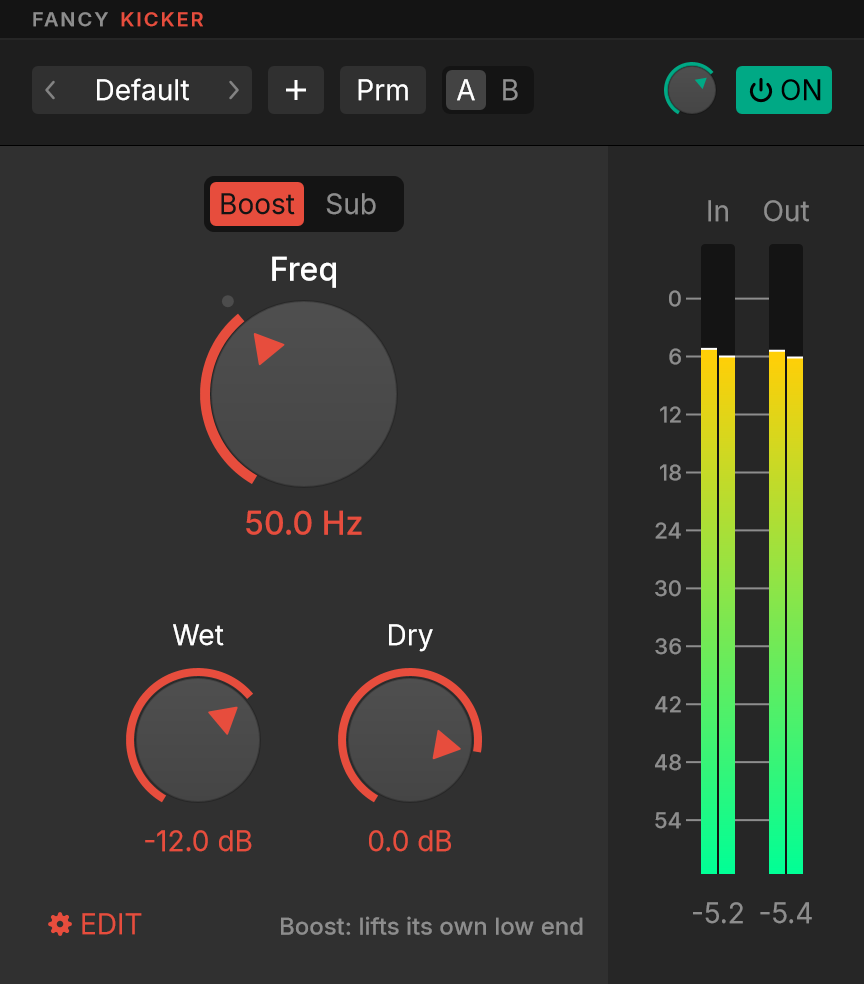 FANCY KICKER
Default
+
Prm
A B
ON
Boost Sub
Freq
50.0 Hz
Wet Dry
-12.0 dB 0.0 dB
EDIT
Boost: lifts its own low end
In Out
0
6
12
18
24
30
36
42
48
54
-5.2 -5.4